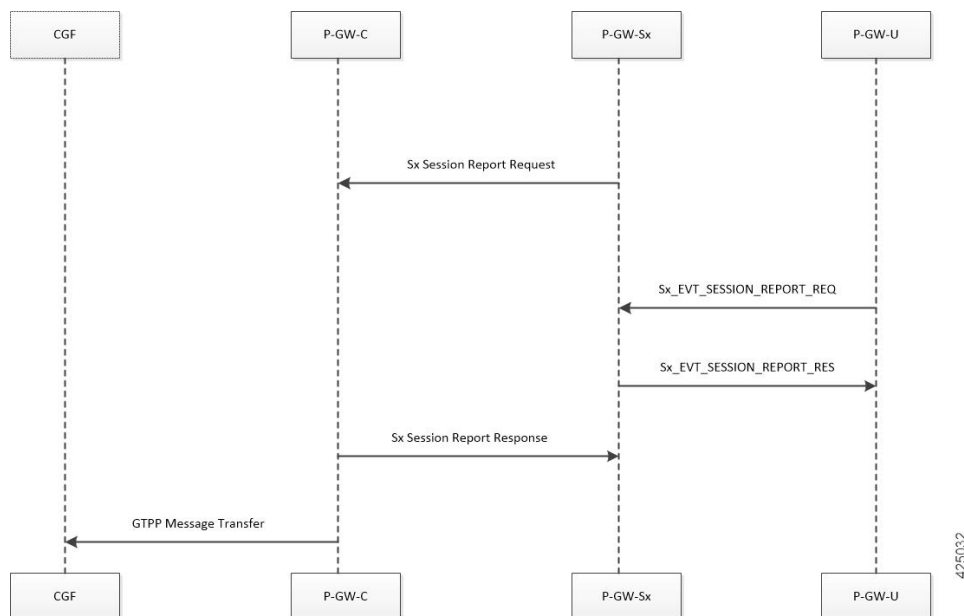 CGF
P-GW-C
P-GW-Sx
P-GW-U
Sx Session Report Request
Sx_EVT_SESSION_REPORT_REQ
Sx_EVT_SESSION_REPORT_RES
Sx Session Report Response
GTPP Message Transfer
CGF
P-GW-C
P-GW-Sx
P-GW-U
425032